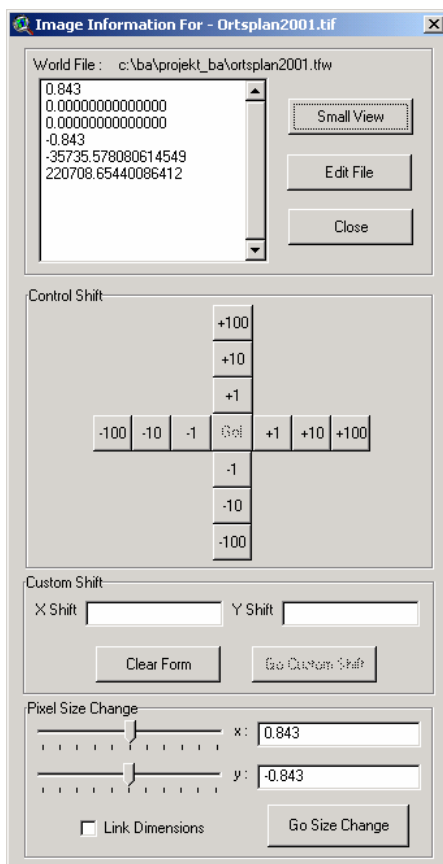 Image Information For - Ortsplan2001.tif
World File : c:\ba\projekt_ba\ortsplan2001.tfw
0.843
0.00000000000000
0.00000000000000
-0.843
-35735.578080614549
220708.65440086412
Small View
Edit File
Close
Control Shift
+100
+10
+1
-100 -10 -1 Go! +1 +10 +100
-1
-10
-100
Custom Shift
X Shift Y Shift
Clear Form Go Custom Shift
Pixel Size Change
x: 0.843
y: -0.843
Link Dimensions Go Size Change